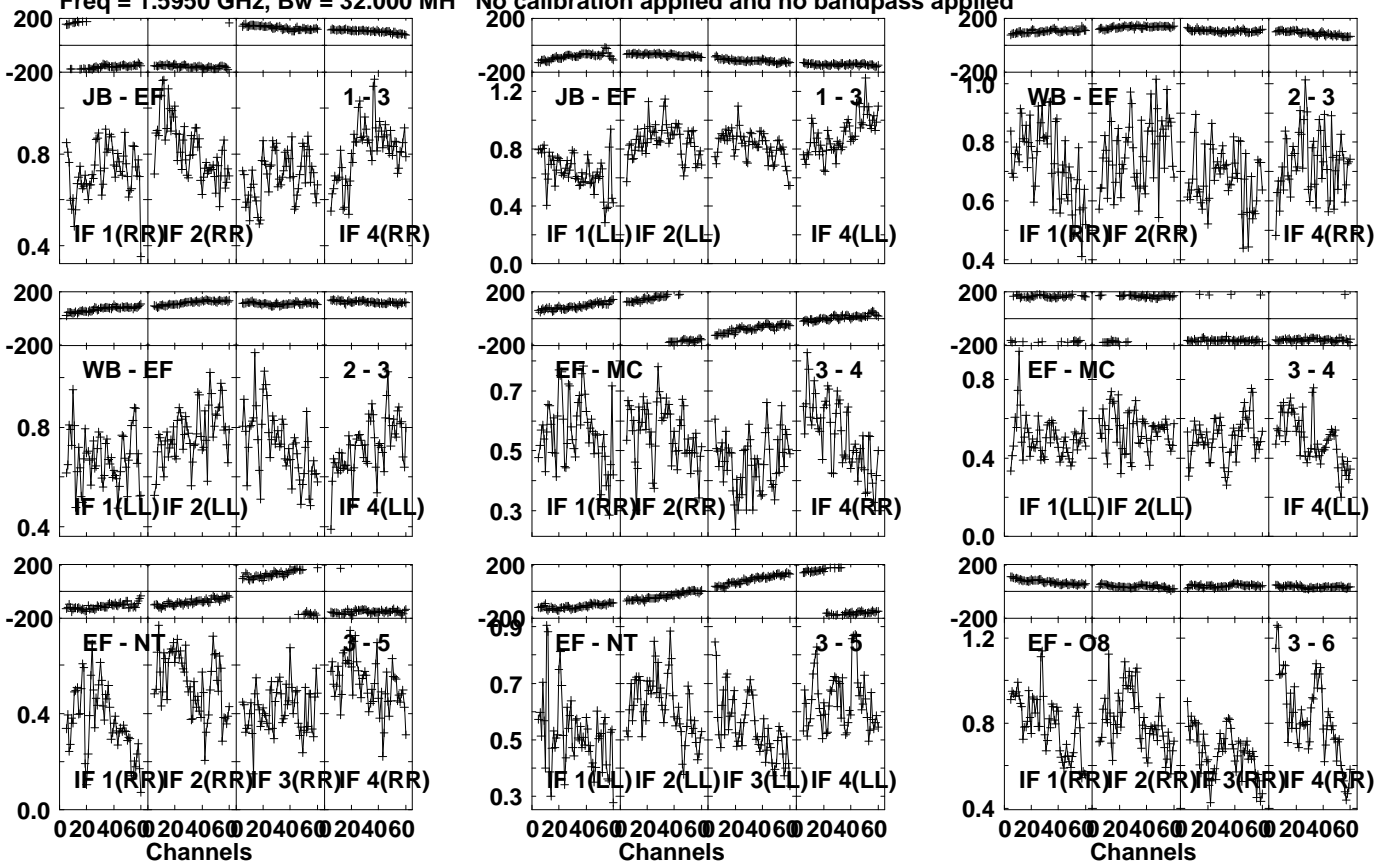 Freq = 1.5950 GHz, Bw = 32.000 MH No calibration applied and no bandpass applied
200 200 200
-200 -200 -200
JB - EF 1 - 3 JB - EF 1 - 3 WB - EF 2 - 3
1.2 1.0
0.8 0.8 0.8
0.4 0.4 0.6
0.0 0.4
IF 1(RR) IF 2(RR) IF 4(RR) IF 1(LL) IF 2(LL) IF 4(LL) IF 1(RR) IF 2(RR) IF 4(RR)
200 200 200
-200 -200 -200
WB - EF 2 - 3 EF - MC 3 - 4 EF - MC 3 - 4
0.8 0.7 0.8
0.4 0.5 0.4
0.3 0.0
IF 1(LL) IF 2(LL) IF 4(LL) IF 1(RR) IF 2(RR) IF 4(RR) IF 1(LL) IF 2(LL) IF 4(LL)
200 200 200
-200 -200 -200
EF - NT 3 - 5 EF - NT 3 - 5 EF - O8 3 - 6
0.9 1.2
0.4 0.7 0.8
0.0 0.5 0.4
0.3
IF 1(RR) IF 2(RR) IF 3(RR) IF 4(RR) IF 1(LL) IF 2(LL) IF 3(LL) IF 4(LL) IF 1(RR) IF 2(RR) IF 3(RR) IF 4(RR)
0 20 40 60 0 20 40 60 0 20 40 60 0 20 40 60 0 20 40 60 0 20 40 60 0 20 40 60 0 20 40 60 0 20 40 60 0 20 40 60 0 20 40 60 0 20 40 60
Channels Channels Channels